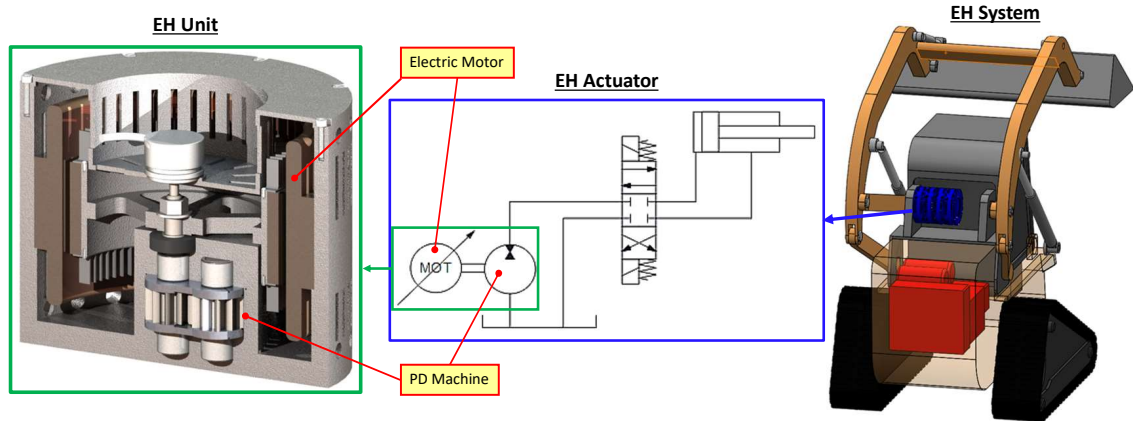 EH Unit
EH System
Electric Motor
EH Actuator
MOT
PD Machine